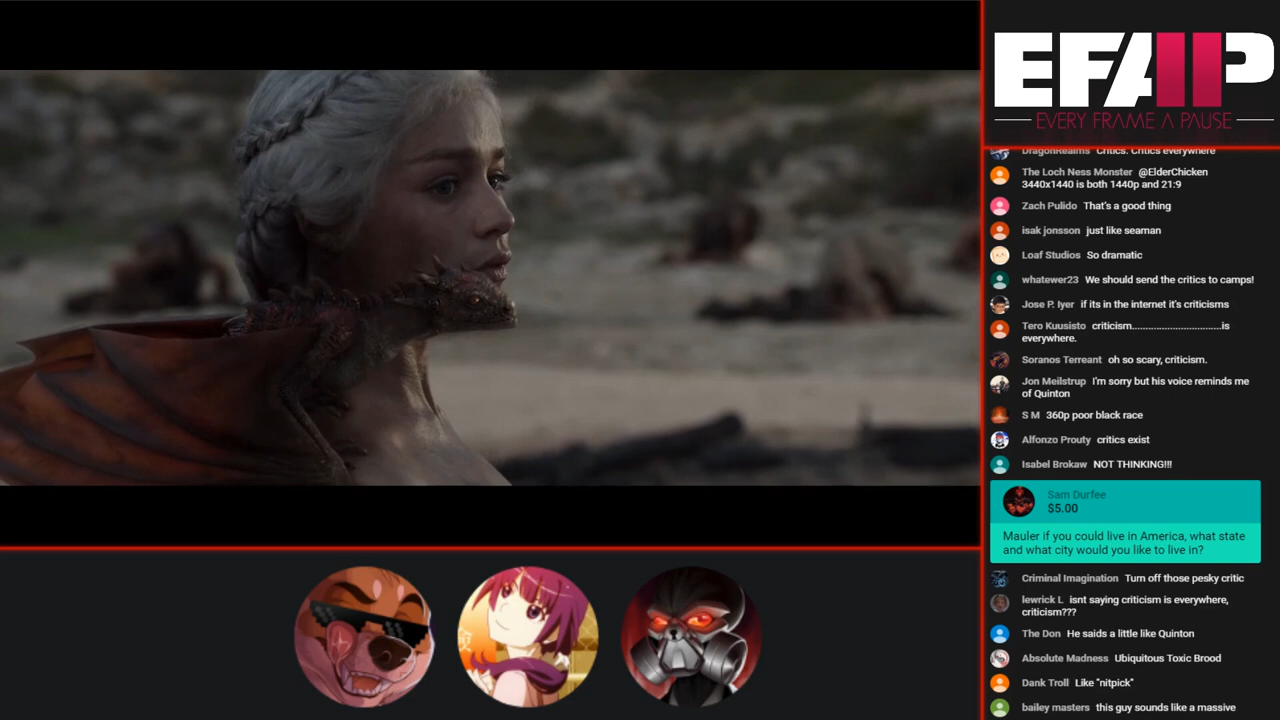 EFAP
EVERY FRAME A PAUSE
DragonRealms Critics. Critics everywhere
The Loch Ness Monster @ElderChicken
3440x1440 is both 1440p and 21:9
Zach Pulido That's a good thing
isak jonsson just like seaman
Loaf Studios So dramatic
whatewer23 We should send the critics to camps!
Jose P. Iyer if its in the internet it's criticisms
Tero Kuusisto criticism................................is
everywhere.
Soranos Terreant oh so scary, criticism.
Jon Meilstrup I'm sorry but his voice reminds me
of Quinton
S M 360p poor black race
Alfonzo Prouty critics exist
Isabel Brokaw NOT THINKING!!!
Sam Durfee
$5.00
Mauler if you could live in America, what state
and what city would you like to live in?
Criminal Imagination Turn off those pesky critic
lewrick L isnt saying criticism is everywhere,
criticism???
The Don He saids a little like Quinton
Absolute Madness Ubiquitous Toxic Brood
Dank Troll Like "nitpick"
bailey masters this guy sounds like a massive